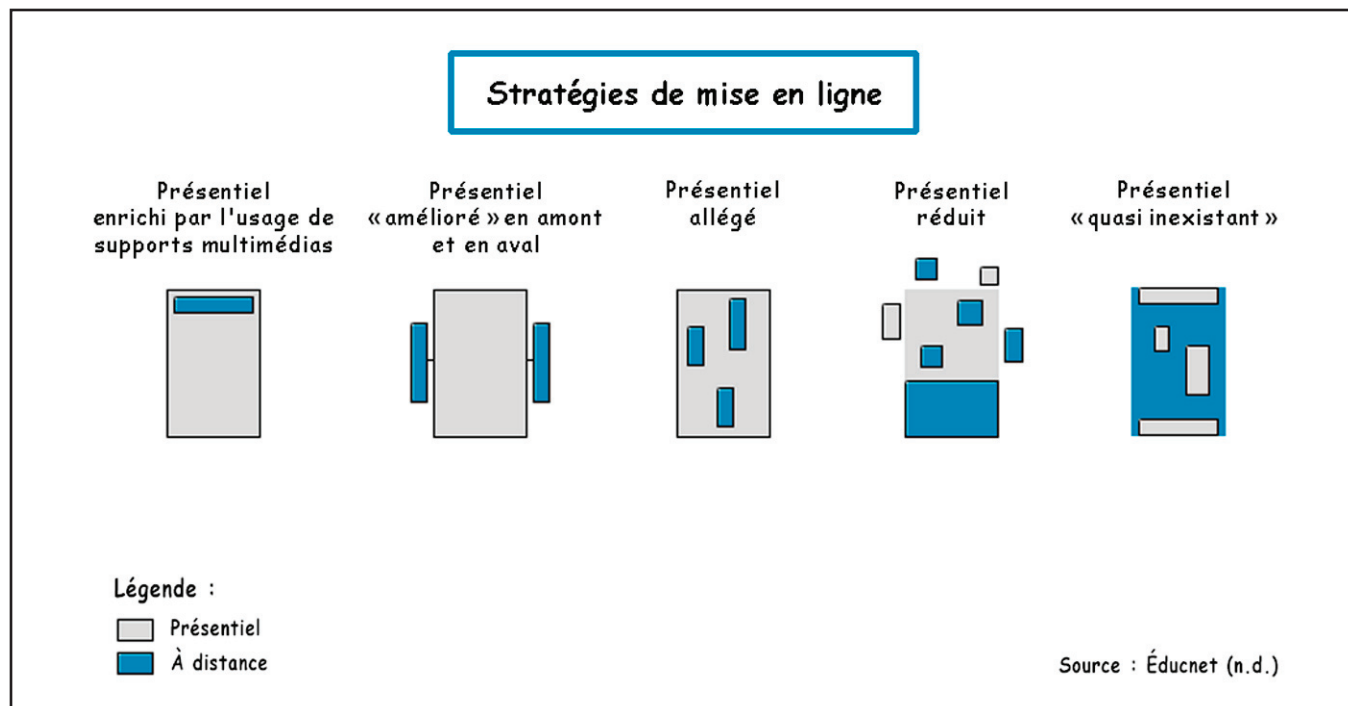 Stratégies de mise en ligne
Présentiel
enrichi par l'usage de
supports multimédias
Présentiel
« amélioré » en amont
et en aval
Présentiel
allégé
Présentiel
réduit
Présentiel
« quasi inexistant »
Légende :
Présentiel
À distance
Source : Éducnet (n.d.)